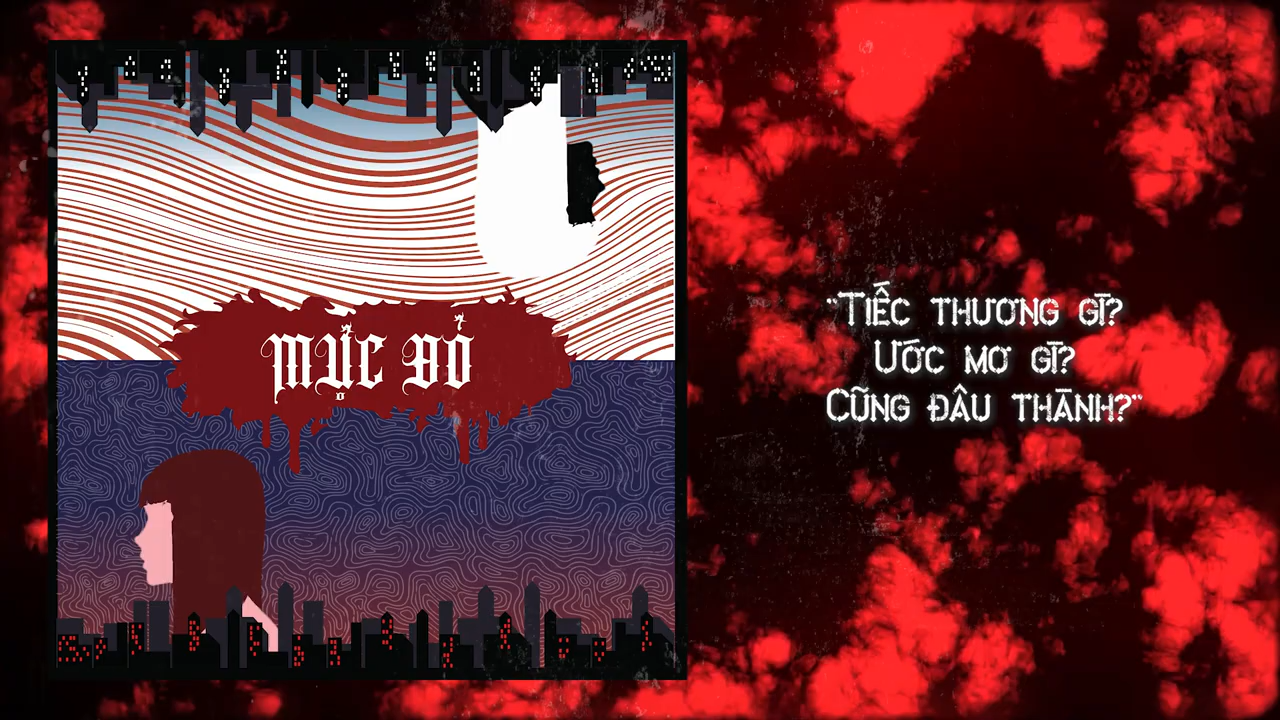 MỰC ĐỎ
"TIẾC THƯƠNG GÌ?
ƯỚC MƠ GÌ?
CŨNG ĐÂU THÀNH?"